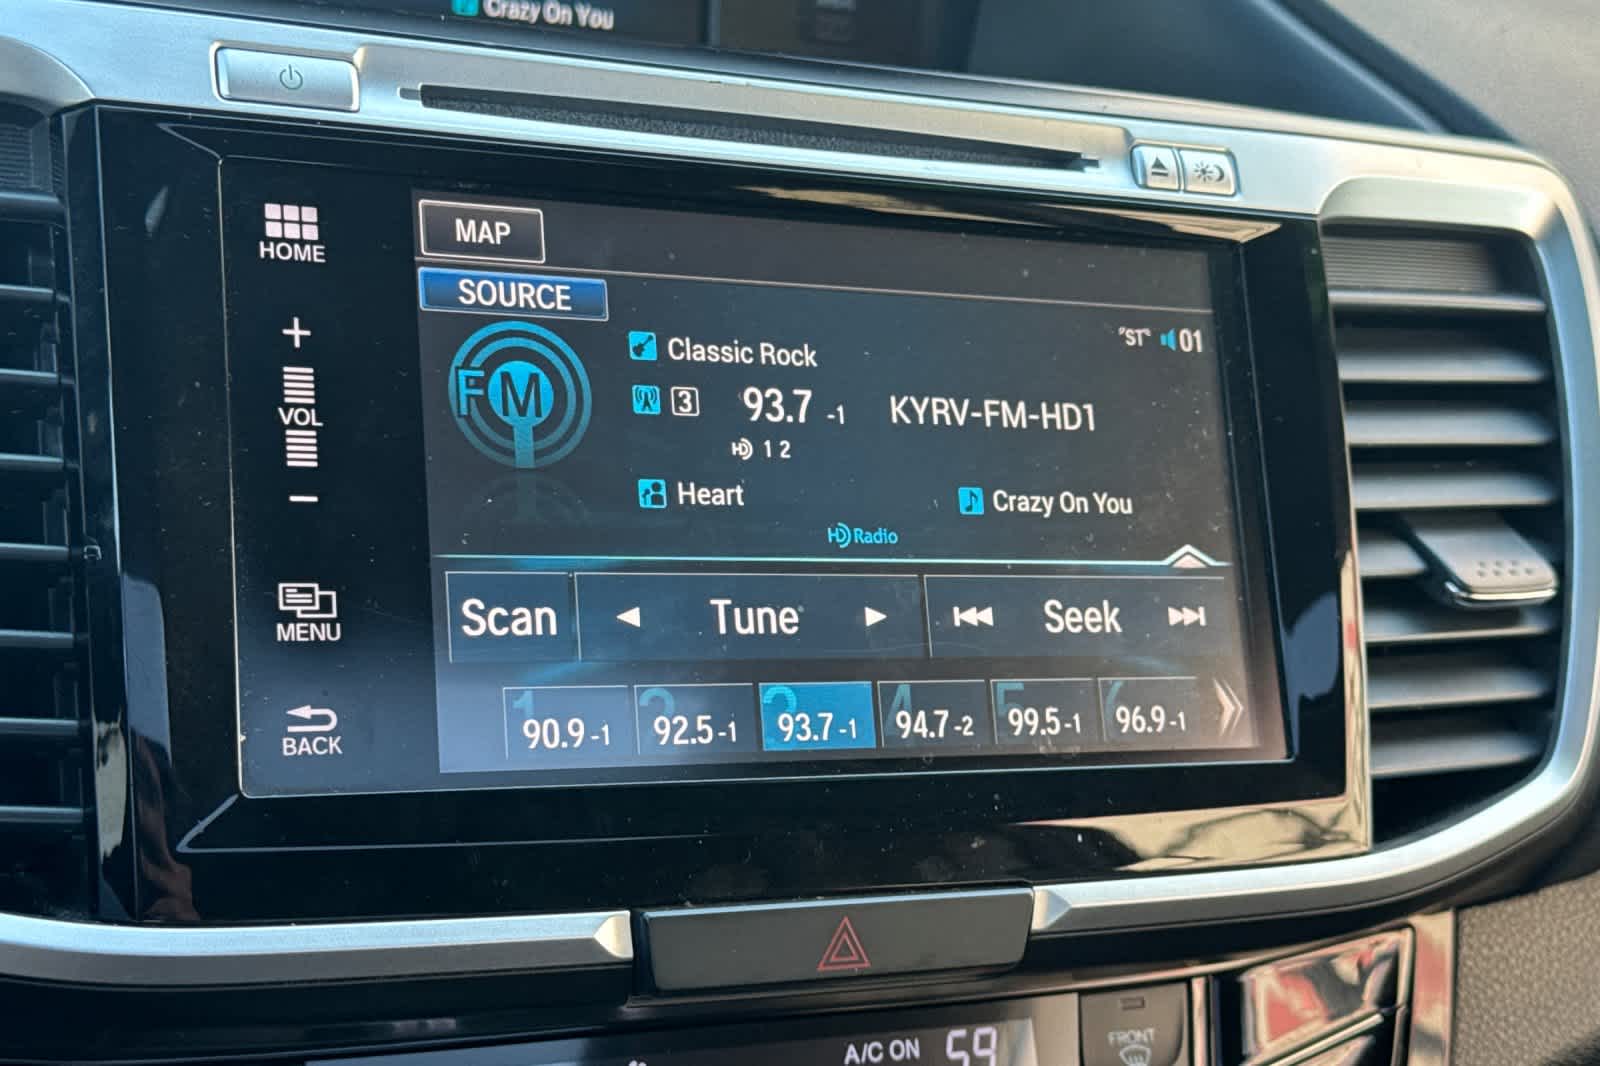 Crazy On You
MAP
HOME
SOURCE
Classic Rock
"ST" 01
FM
3 93.7 -1 KYRV-FM-HD1
VOL
HD 1 2
Heart Crazy On You
HD Radio
Scan Tune Seek
MENU
1 90.9-1 2 92.5-1 3 93.7-1 4 94.7-2 5 99.5-1 6 96.9-1
BACK
A/C ON 59
FRONT